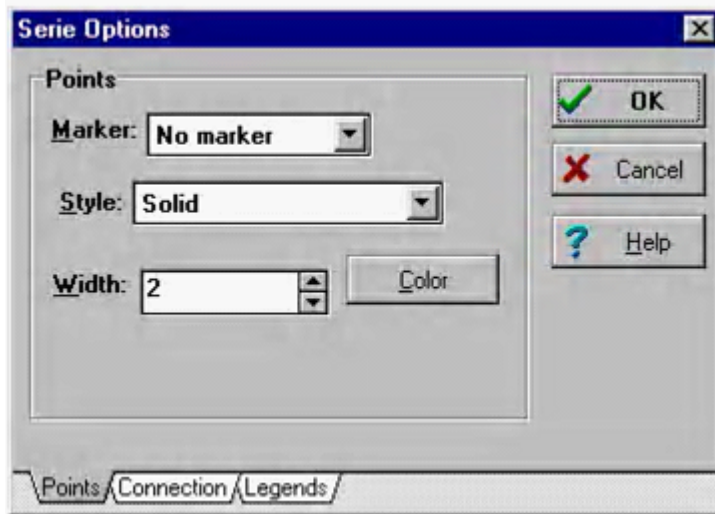 Serie Options
Points
Marker: No marker
Style: Solid
Width: 2
Color
OK
Cancel
Help
Points
Connection
Legends